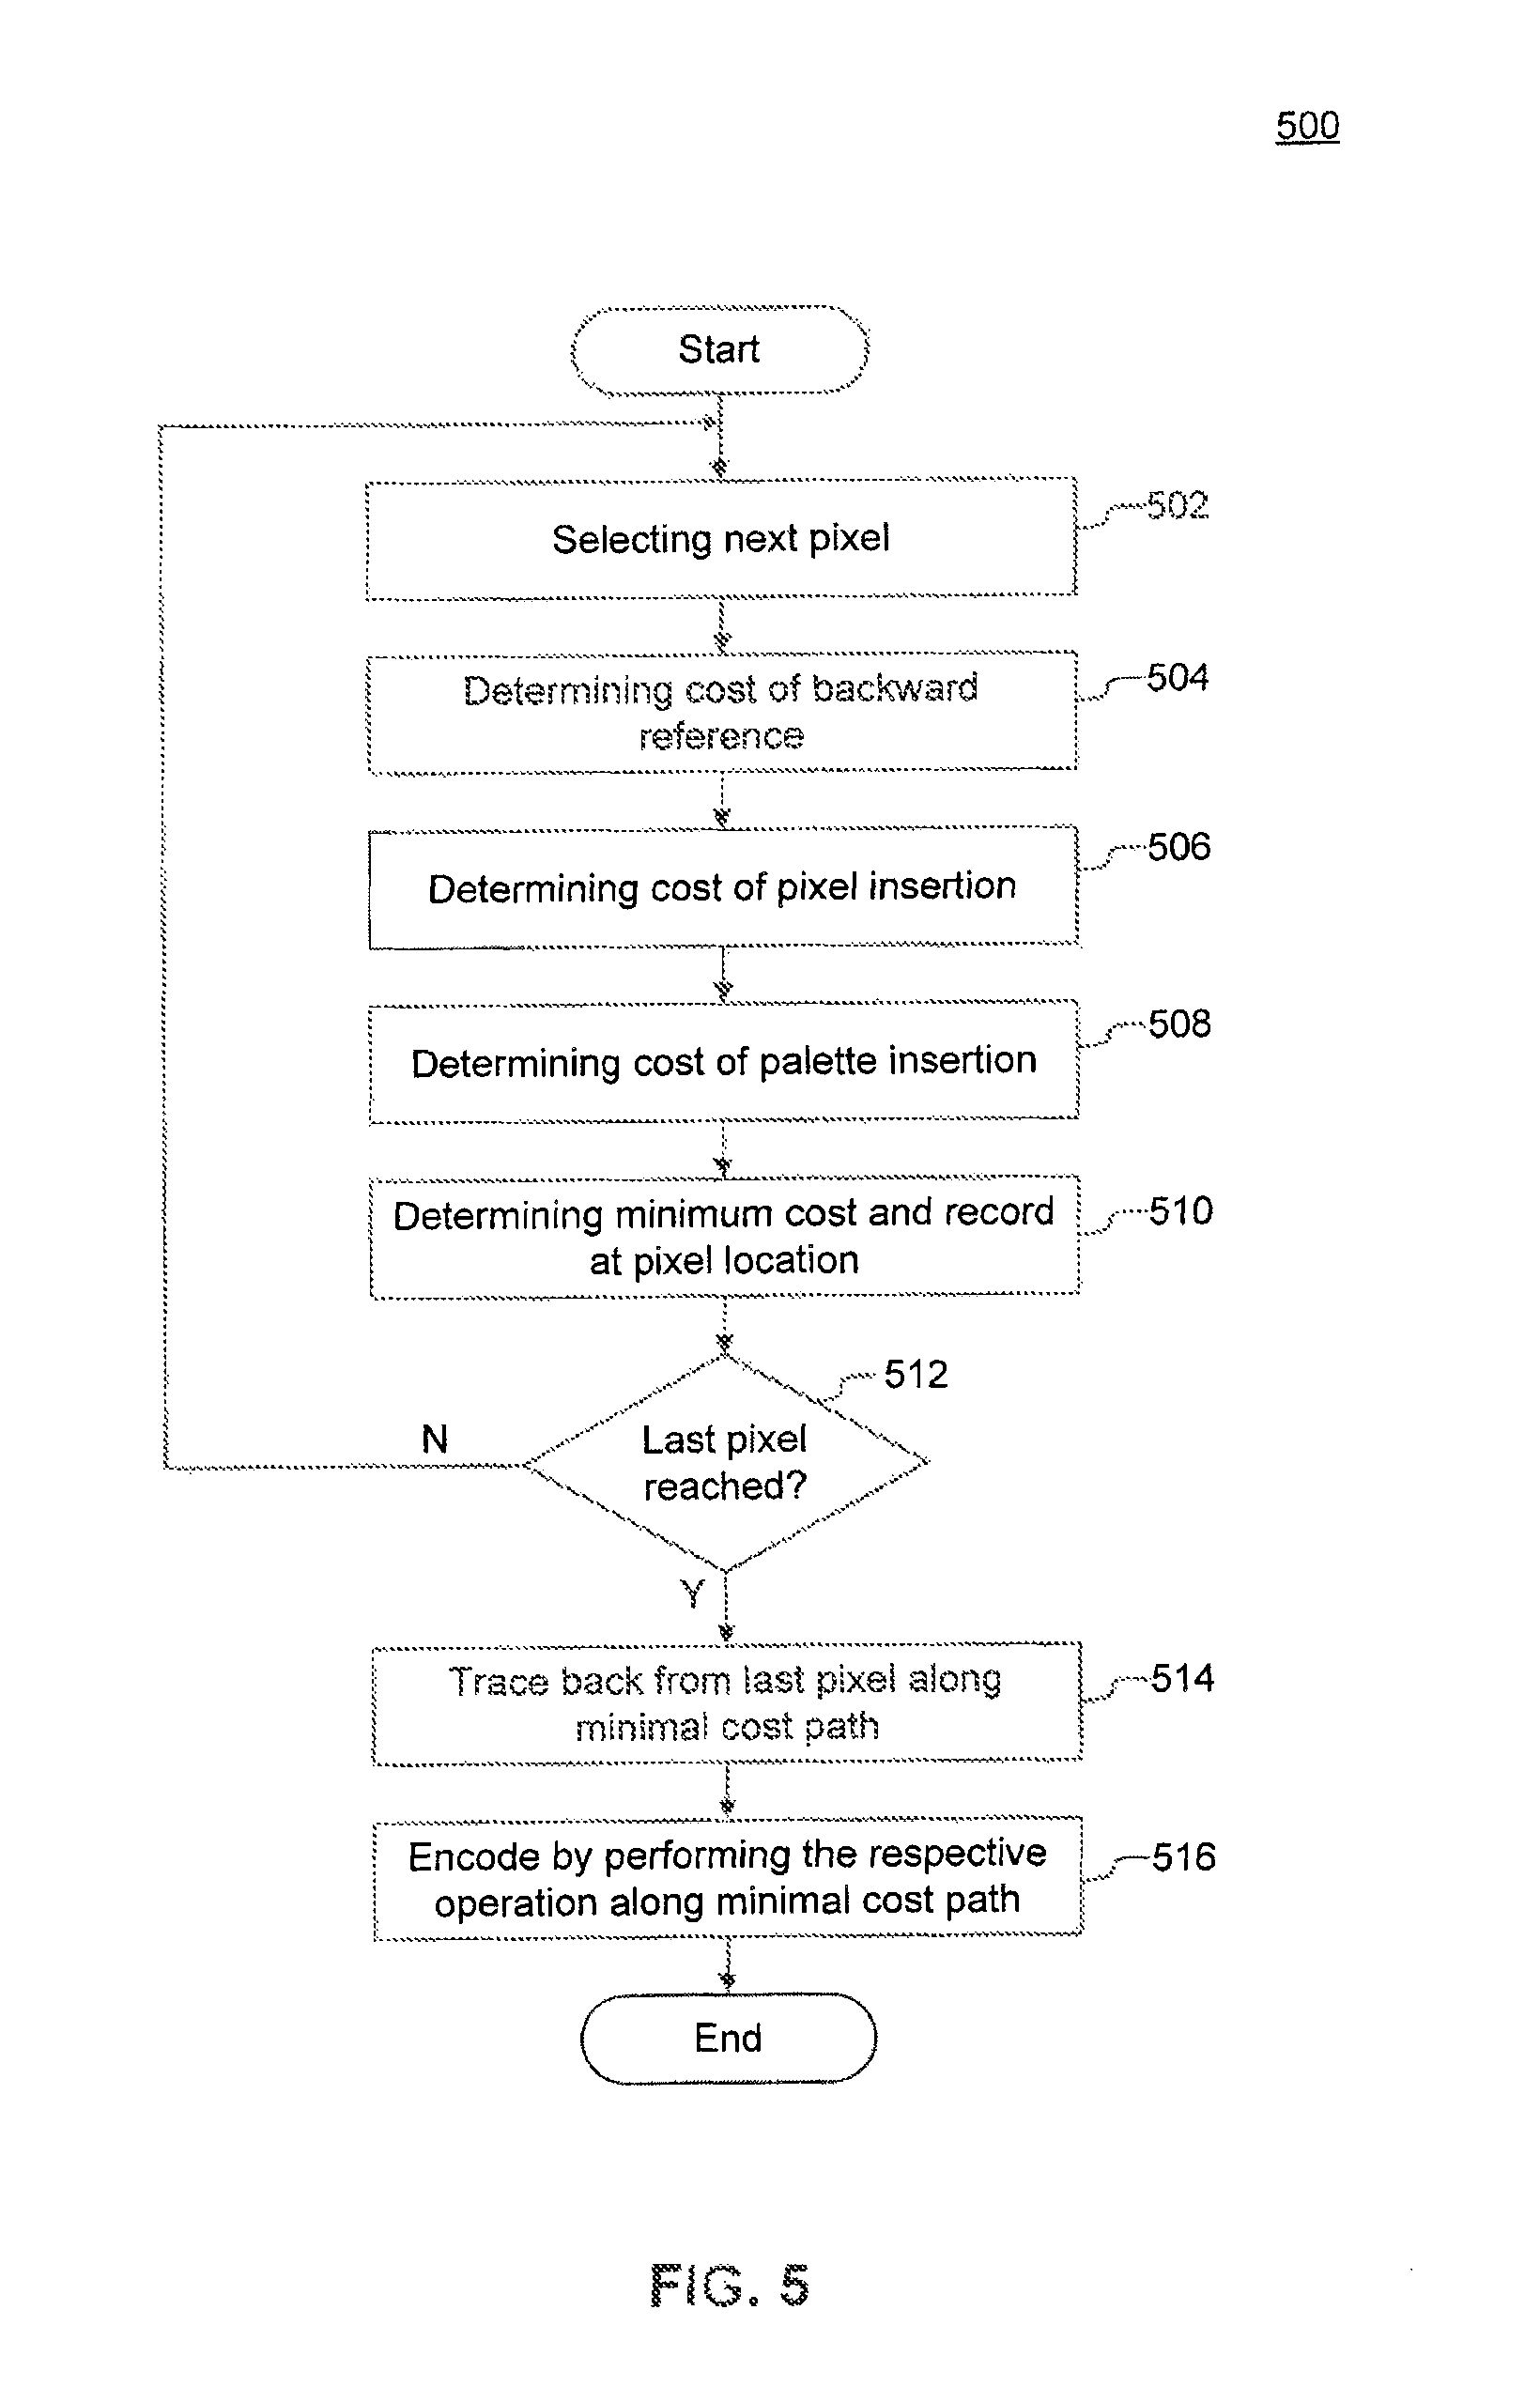 500
Start
Selecting next pixel
502
Determining cost of backward
reference
504
Determining cost of pixel insertion
506
Determining cost of palette insertion
508
Determining minimum cost and record
at pixel location
510
Last pixel
reached?
512
N
Y
Trace back from last pixel along
minimal cost path
514
Encode by performing the respective
operation along minimal cost path
516
End
FIG. 5